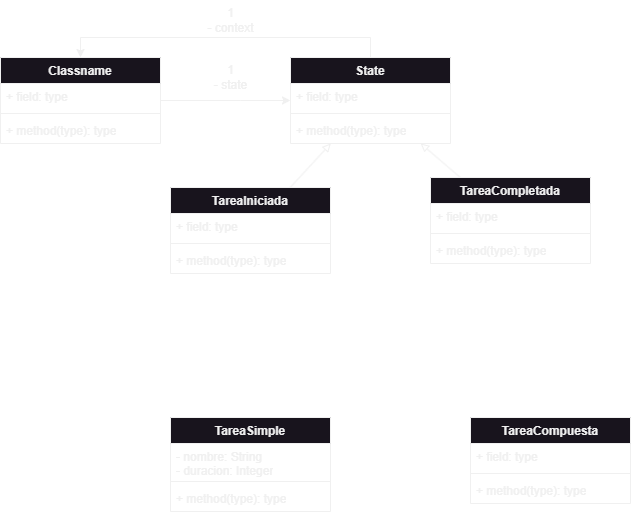 1
- context
Classname
+ field: type
+ method(type): type
1
- state
State
+ field: type
+ method(type): type
TareaIniciada
+ field: type
+ method(type): type
TareaCompletada
+ field: type
+ method(type): type
TareaSimple
- nombre: String
- duracion: Integer
+ method(type): type
TareaCompuesta
+ field: type
+ method(type): type